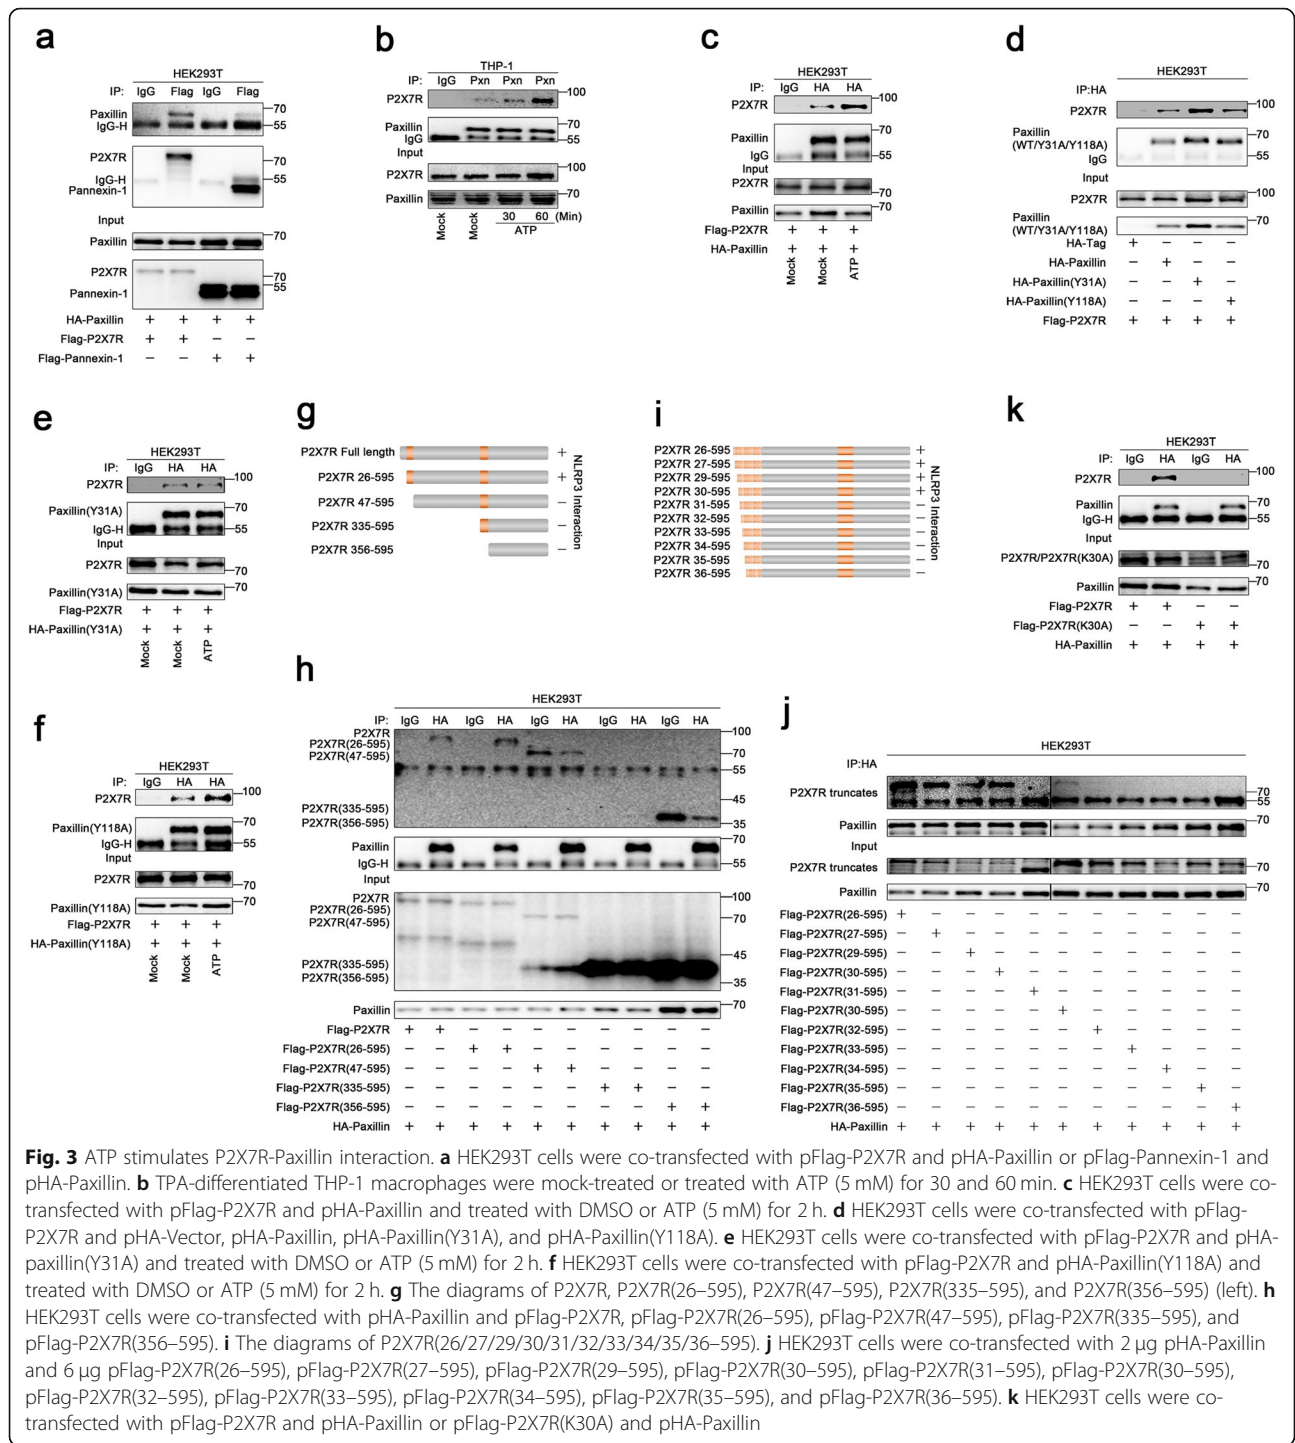 a
HEK293T
IP: IgG Flag IgG Flag
Paxillin
IgG-H
70
55
P2X7R
IgG-H
Pannexin-1
70
55
Input
Paxillin
70
P2X7R
Pannexin-1
70
55
HA-Paxillin + + + +
Flag-P2X7R + + − −
Flag-Pannexin-1 − − + +
b
THP-1
IP: IgG Pxn Pxn Pxn
P2X7R
100
Paxillin
IgG
70
55
Input
P2X7R
100
Paxillin
70
Mock Mock 30 60 (Min)
ATP
c
HEK293T
IP: IgG HA HA
P2X7R
100
Paxillin
IgG
70
55
Input
P2X7R
70
Paxillin
70
Flag-P2X7R + + +
HA-Paxillin + + +
Mock Mock ATP
d
HEK293T
IP:HA
P2X7R
100
Paxillin
(WT/Y31A/Y118A)
IgG
70
55
Input
P2X7R
100
Paxillin
(WT/Y31A/Y118A)
70
HA-Tag + − − −
HA-Paxillin − + − −
HA-Paxillin(Y31A) − − + −
HA-Paxillin(Y118A) − − − +
Flag-P2X7R + + + +
e
HEK293T
IP: IgG HA HA
P2X7R
100
Paxillin(Y31A)
IgG-H
70
55
Input
P2X7R
70
Paxillin(Y31A)
70
Flag-P2X7R + + +
HA-Paxillin(Y31A) + + +
Mock Mock ATP
g
P2X7R Full length +
P2X7R 26-595 +
P2X7R 47-595 −
P2X7R 335-595 −
P2X7R 356-595 −
NLRP3 Interaction
i
P2X7R 26-595 +
P2X7R 27-595 +
P2X7R 29-595 +
P2X7R 30-595 +
P2X7R 31-595 −
P2X7R 32-595 −
P2X7R 33-595 −
P2X7R 34-595 −
P2X7R 35-595 −
P2X7R 36-595 −
NLRP3 Interaction
k
HEK293T
IP: IgG HA IgG HA
P2X7R
100
Paxillin
IgG-H
70
55
Input
P2X7R/P2X7R(K30A)
70
Paxillin
70
Flag-P2X7R + + − −
Flag-P2X7R(K30A) − − + +
HA-Paxillin + + + +
f
HEK293T
IP: IgG HA HA
P2X7R
100
Paxillin(Y118A)
IgG-H
70
55
Input
P2X7R
70
Paxillin(Y118A)
70
Flag-P2X7R + + +
HA-Paxillin(Y118A) + + +
Mock Mock ATP
h
HEK293T
IP: IgG HA IgG HA IgG HA IgG HA IgG HA
P2X7R
P2X7R(26-595)
P2X7R(47-595)
P2X7R(335-595)
P2X7R(356-595)
100
70
55
45
35
Paxillin
IgG-H
70
55
Input
P2X7R
P2X7R(26-595)
P2X7R(47-595)
P2X7R(335-595)
P2X7R(356-595)
100
70
45
35
Paxillin
70
Flag-P2X7R + + − − − − − − − −
Flag-P2X7R(26-595) − − + + − − − − − −
Flag-P2X7R(47-595) − − − − + + − − − −
Flag-P2X7R(335-595) − − − − − − + + − −
Flag-P2X7R(356-595) − − − − − − − − + +
HA-Paxillin + + + + + + + + + +
j
HEK293T
IP:HA
P2X7R truncates
70
55
Paxillin
70
Input
P2X7R truncates
70
Paxillin
70
Flag-P2X7R(26-595) + − − − − − − − − − −
Flag-P2X7R(27-595) − + − − − − − − − − −
Flag-P2X7R(29-595) − − + − − − − − − − −
Flag-P2X7R(30-595) − − − + − − − − − − −
Flag-P2X7R(31-595) − − − − + − − − − − −
Flag-P2X7R(30-595) − − − − − + − − − − −
Flag-P2X7R(32-595) − − − − − − + − − − −
Flag-P2X7R(33-595) − − − − − − − + − − −
Flag-P2X7R(34-595) − − − − − − − − + − −
Flag-P2X7R(35-595) − − − − − − − − − + −
Flag-P2X7R(36-595) − − − − − − − − − − +
HA-Paxillin + + + + + + + + + + +
Fig. 3 ATP stimulates P2X7R-Paxillin interaction. a HEK293T cells were co-transfected with pFlag-P2X7R and pHA-Paxillin or pFlag-Pannexin-1 and
pHA-Paxillin. b TPA-differentiated THP-1 macrophages were mock-treated or treated with ATP (5 mM) for 30 and 60 min. c HEK293T cells were co-
transfected with pFlag-P2X7R and pHA-Paxillin and treated with DMSO or ATP (5 mM) for 2 h. d HEK293T cells were co-transfected with pFlag-
P2X7R and pHA-Vector, pHA-Paxillin, pHA-Paxillin(Y31A), and pHA-Paxillin(Y118A). e HEK293T cells were co-transfected with pFlag-P2X7R and pHA-
paxillin(Y31A) and treated with DMSO or ATP (5 mM) for 2 h. f HEK293T cells were co-transfected with pFlag-P2X7R and pHA-Paxillin(Y118A) and
treated with DMSO or ATP (5 mM) for 2 h. g The diagrams of P2X7R, P2X7R(26–595), P2X7R(47–595), P2X7R(335–595), and P2X7R(356–595) (left). h
HEK293T cells were co-transfected with pHA-Paxillin and pFlag-P2X7R, pFlag-P2X7R(26–595), pFlag-P2X7R(47–595), pFlag-P2X7R(335–595), and
pFlag-P2X7R(356–595). i The diagrams of P2X7R(26/27/29/30/31/32/33/34/35/36–595). j HEK293T cells were co-transfected with 2 μg pHA-Paxillin
and 6 μg pFlag-P2X7R(26–595), pFlag-P2X7R(27–595), pFlag-P2X7R(29–595), pFlag-P2X7R(30–595), pFlag-P2X7R(31–595), pFlag-P2X7R(30–595),
pFlag-P2X7R(32–595), pFlag-P2X7R(33–595), pFlag-P2X7R(34–595), pFlag-P2X7R(35–595), and pFlag-P2X7R(36–595). k HEK293T cells were co-
transfected with pFlag-P2X7R and pHA-Paxillin or pFlag-P2X7R(K30A) and pHA-Paxillin